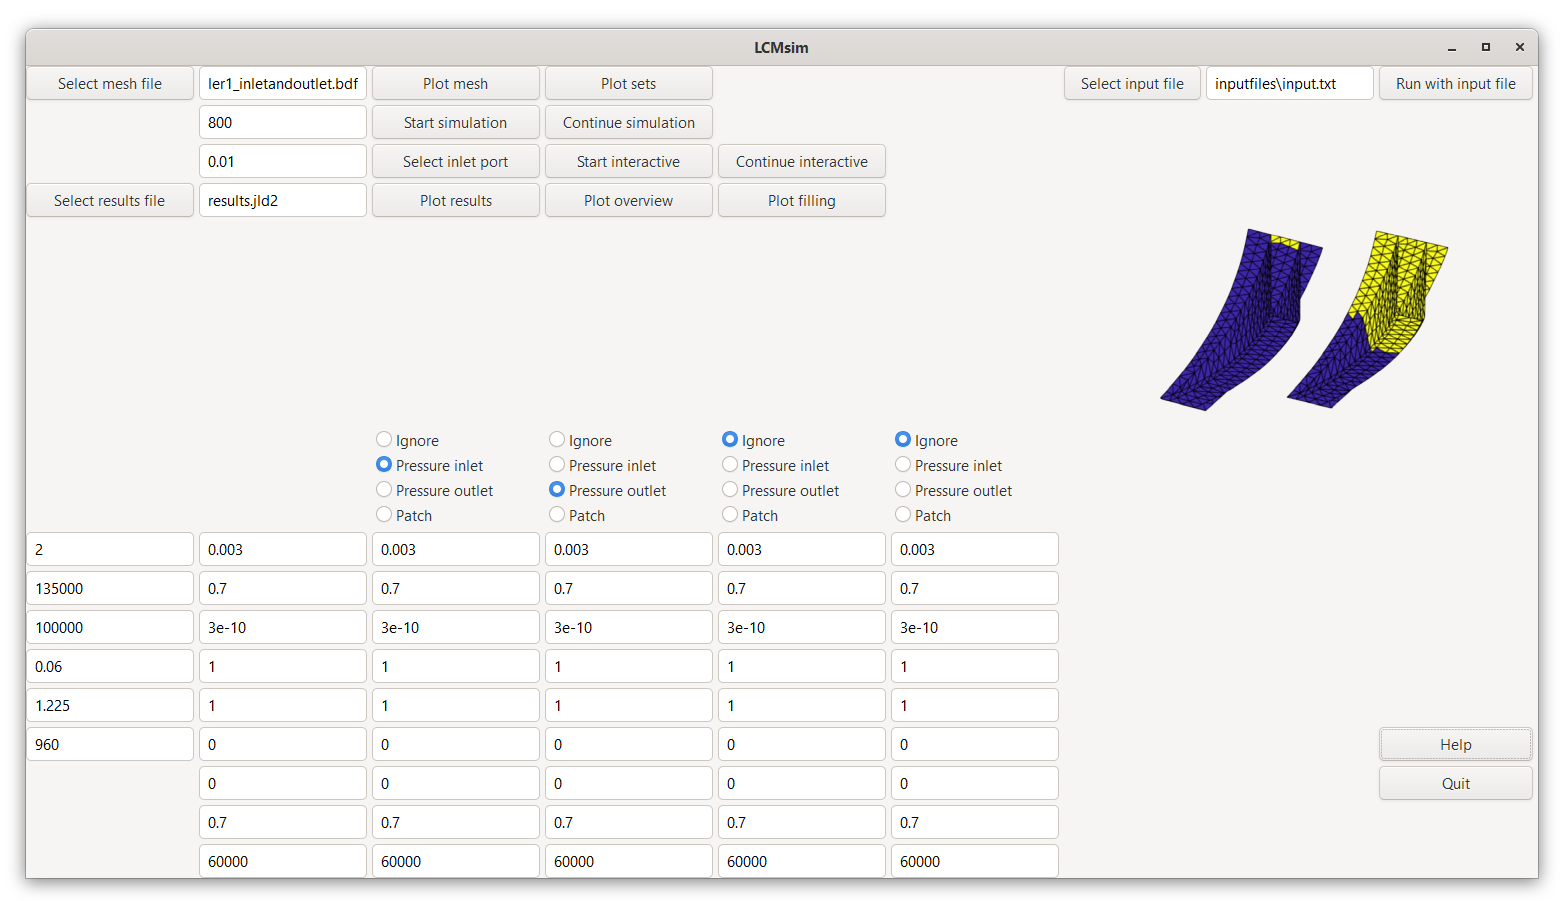 LCMsim
Select mesh file ler1_inletandoutlet.bdf Plot mesh Plot sets Select input file inputfiles\input.txt Run with input file
800 Start simulation Continue simulation
0.01 Select inlet port Start interactive Continue interactive
Select results file results.jld2 Plot results Plot overview Plot filling
Ignore Ignore Ignore Ignore
Pressure inlet Pressure inlet Pressure inlet Pressure inlet
Pressure outlet Pressure outlet Pressure outlet Pressure outlet
Patch Patch Patch Patch
2 0.003 0.003 0.003 0.003 0.003
135000 0.7 0.7 0.7 0.7 0.7
100000 3e-10 3e-10 3e-10 3e-10 3e-10
0.06 1 1 1 1 1
1.225 1 1 1 1 1
960 0 0 0 0 0 Help
0 0 0 0 0 Quit
0.7 0.7 0.7 0.7 0.7
60000 60000 60000 60000 60000